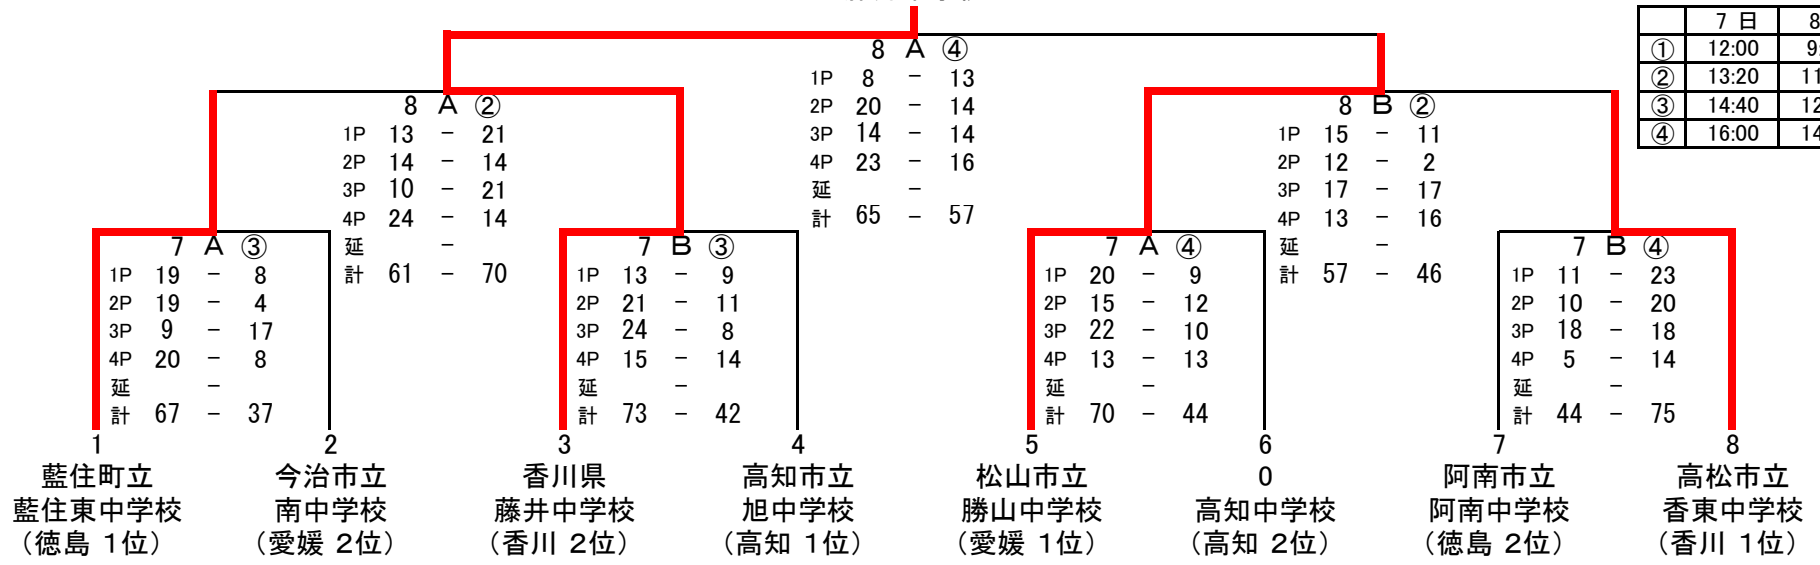 7 日 8
① 12:00 9
② 13:20 11
③ 14:40 12
④ 16:00 14
8 A ④
1P 8 － 13
2P 20 － 14
3P 14 － 14
4P 23 － 16
延 －
計 65 － 57
8 A ②
1P 13 － 21
2P 14 － 14
3P 10 － 21
4P 24 － 14
延 －
計 61 － 70
8 B ②
1P 15 － 11
2P 12 － 2
3P 17 － 17
4P 13 － 16
延 －
計 57 － 46
7 A ③
1P 19 － 8
2P 19 － 4
3P 9 － 17
4P 20 － 8
延 －
計 67 － 37
7 B ③
1P 13 － 9
2P 21 － 11
3P 24 － 8
4P 15 － 14
延 －
計 73 － 42
7 A ④
1P 20 － 9
2P 15 － 12
3P 22 － 10
4P 13 － 13
延 －
計 70 － 44
7 B ④
1P 11 － 23
2P 10 － 20
3P 18 － 18
4P 5 － 14
延 －
計 44 － 75
1 2 3 4 5 6 7 8
藍住町立 今治市立 香川県 高知市立 松山市立 0 阿南市立 高松市立
藍住東中学校 南中学校 藤井中学校 旭中学校 勝山中学校 高知中学校 阿南中学校 香東中学校
（徳島 1位） （愛媛 2位） （香川 2位） （高知 1位） （愛媛 1位） （高知 2位） （徳島 2位） （香川 1位）